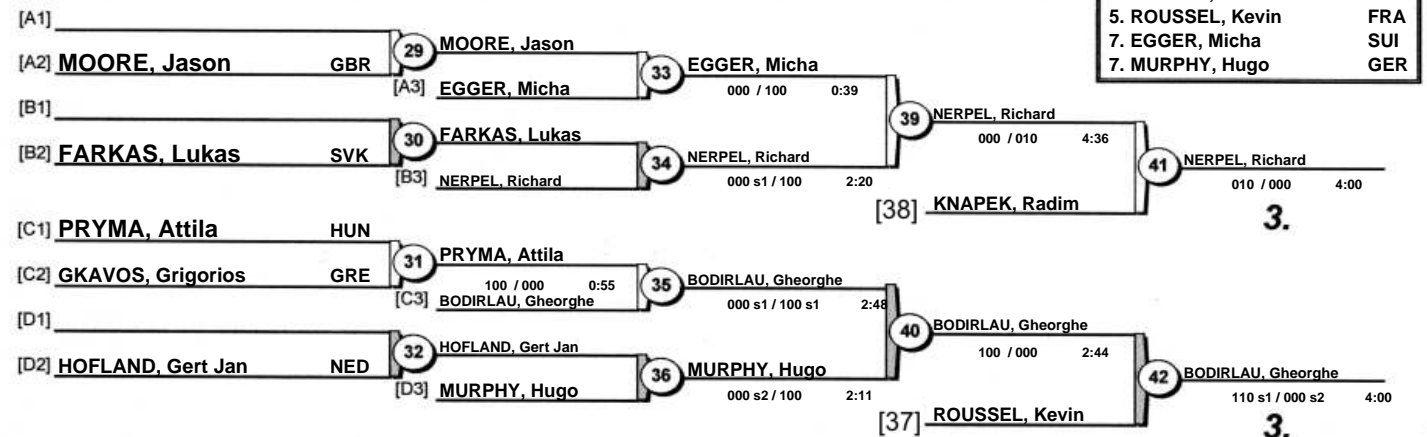 5. ROUSSEL, Kevin FRA
7. EGGER, Micha SUI
7. MURPHY, Hugo GER
[A1]
[A2] MOORE, Jason GBR
29 MOORE, Jason
[A3] EGGER, Micha
33 EGGER, Micha
000 / 100 0:39
[B1]
[B2] FARKAS, Lukas SVK
30 FARKAS, Lukas
[B3] NERPEL, Richard
34 NERPEL, Richard
000 s1 / 100 2:20
39 NERPEL, Richard
000 / 010 4:36
[38] KNAPEK, Radim
41 NERPEL, Richard
010 / 000 4:00
3.
[C1] PRYMA, Attila HUN
[C2] GKAVOS, Grigorios GRE
31 PRYMA, Attila
100 / 000 0:55
[C3] BODIRLAU, Gheorghe
35 BODIRLAU, Gheorghe
000 s1 / 100 s1 2:48
[D1]
[D2] HOFLAND, Gert Jan NED
32 HOFLAND, Gert Jan
[D3] MURPHY, Hugo
36 MURPHY, Hugo
000 s2 / 100 2:11
40 BODIRLAU, Gheorghe
100 / 000 2:44
[37] ROUSSEL, Kevin
42 BODIRLAU, Gheorghe
110 s1 / 000 s2 4:00
3.